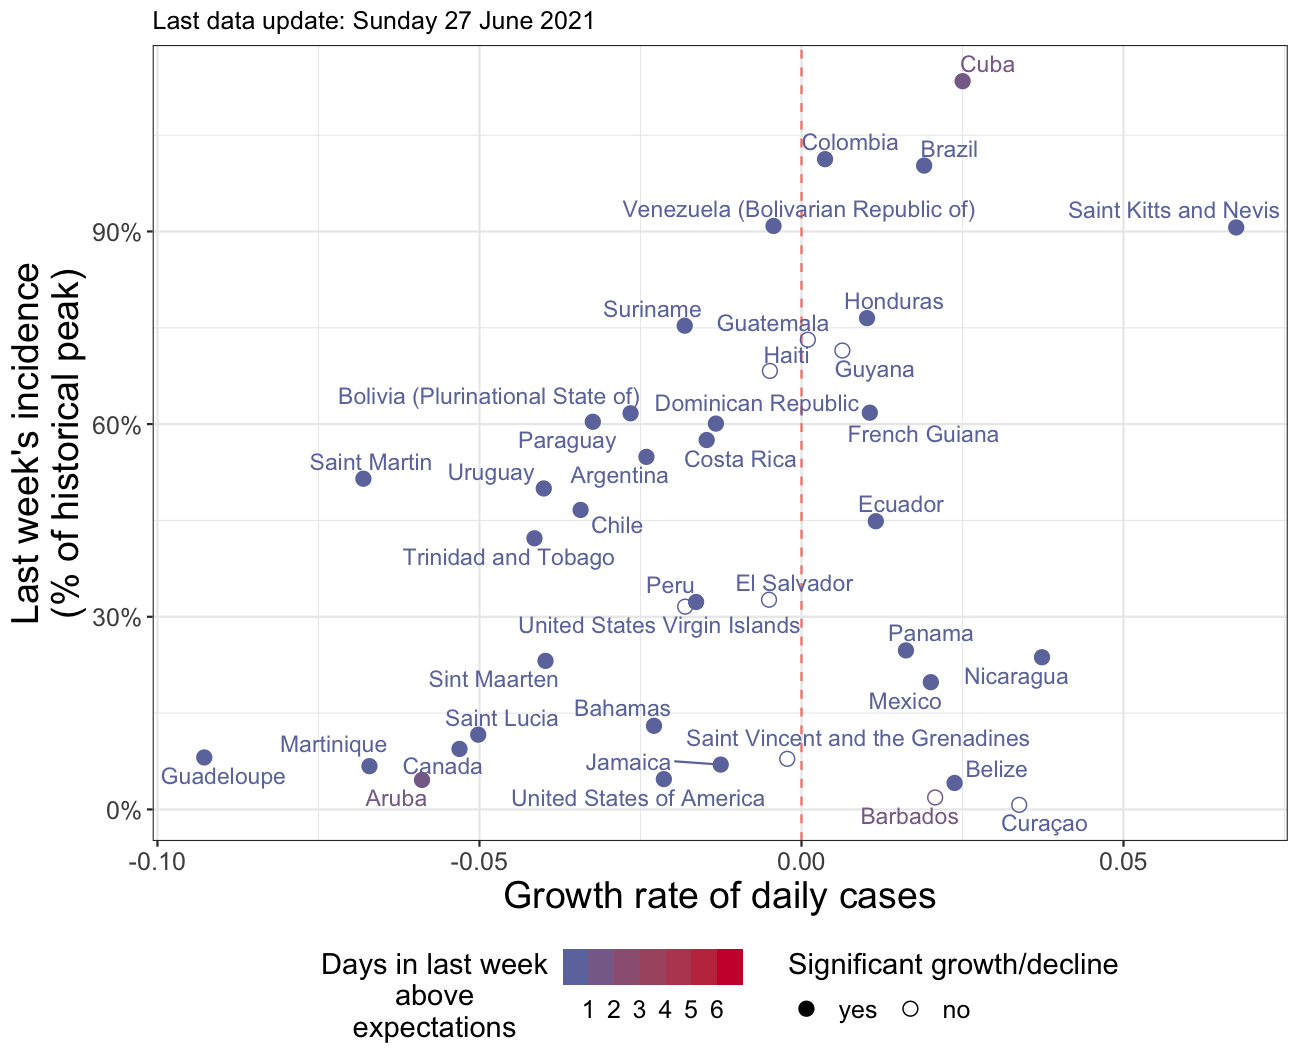 Last data update: Sunday 27 June 2021
Cuba
Colombia
Brazil
Venezuela (Bolivarian Republic of)
Saint Kitts and Nevis
90%
Honduras
Suriname
Guatemala
Haiti
Guyana
Bolivia (Plurinational State of)
Dominican Republic
60%
French Guiana
Paraguay
Costa Rica
Saint Martin
Uruguay
Argentina
Ecuador
Chile
Trinidad and Tobago
Peru
El Salvador
30%
United States Virgin Islands
Panama
Nicaragua
Sint Maarten
Mexico
Bahamas
Saint Lucia
Saint Vincent and the Grenadines
Martinique
Canada
Jamaica
Guadeloupe
Belize
Aruba
United States of America
0%
Barbados
Curaçao
Last week's incidence
(% of historical peak)
-0.10
-0.05
0.00
0.05
Growth rate of daily cases
Days in last week
above
expectations
1 2 3 4 5 6
Significant growth/decline
yes
no